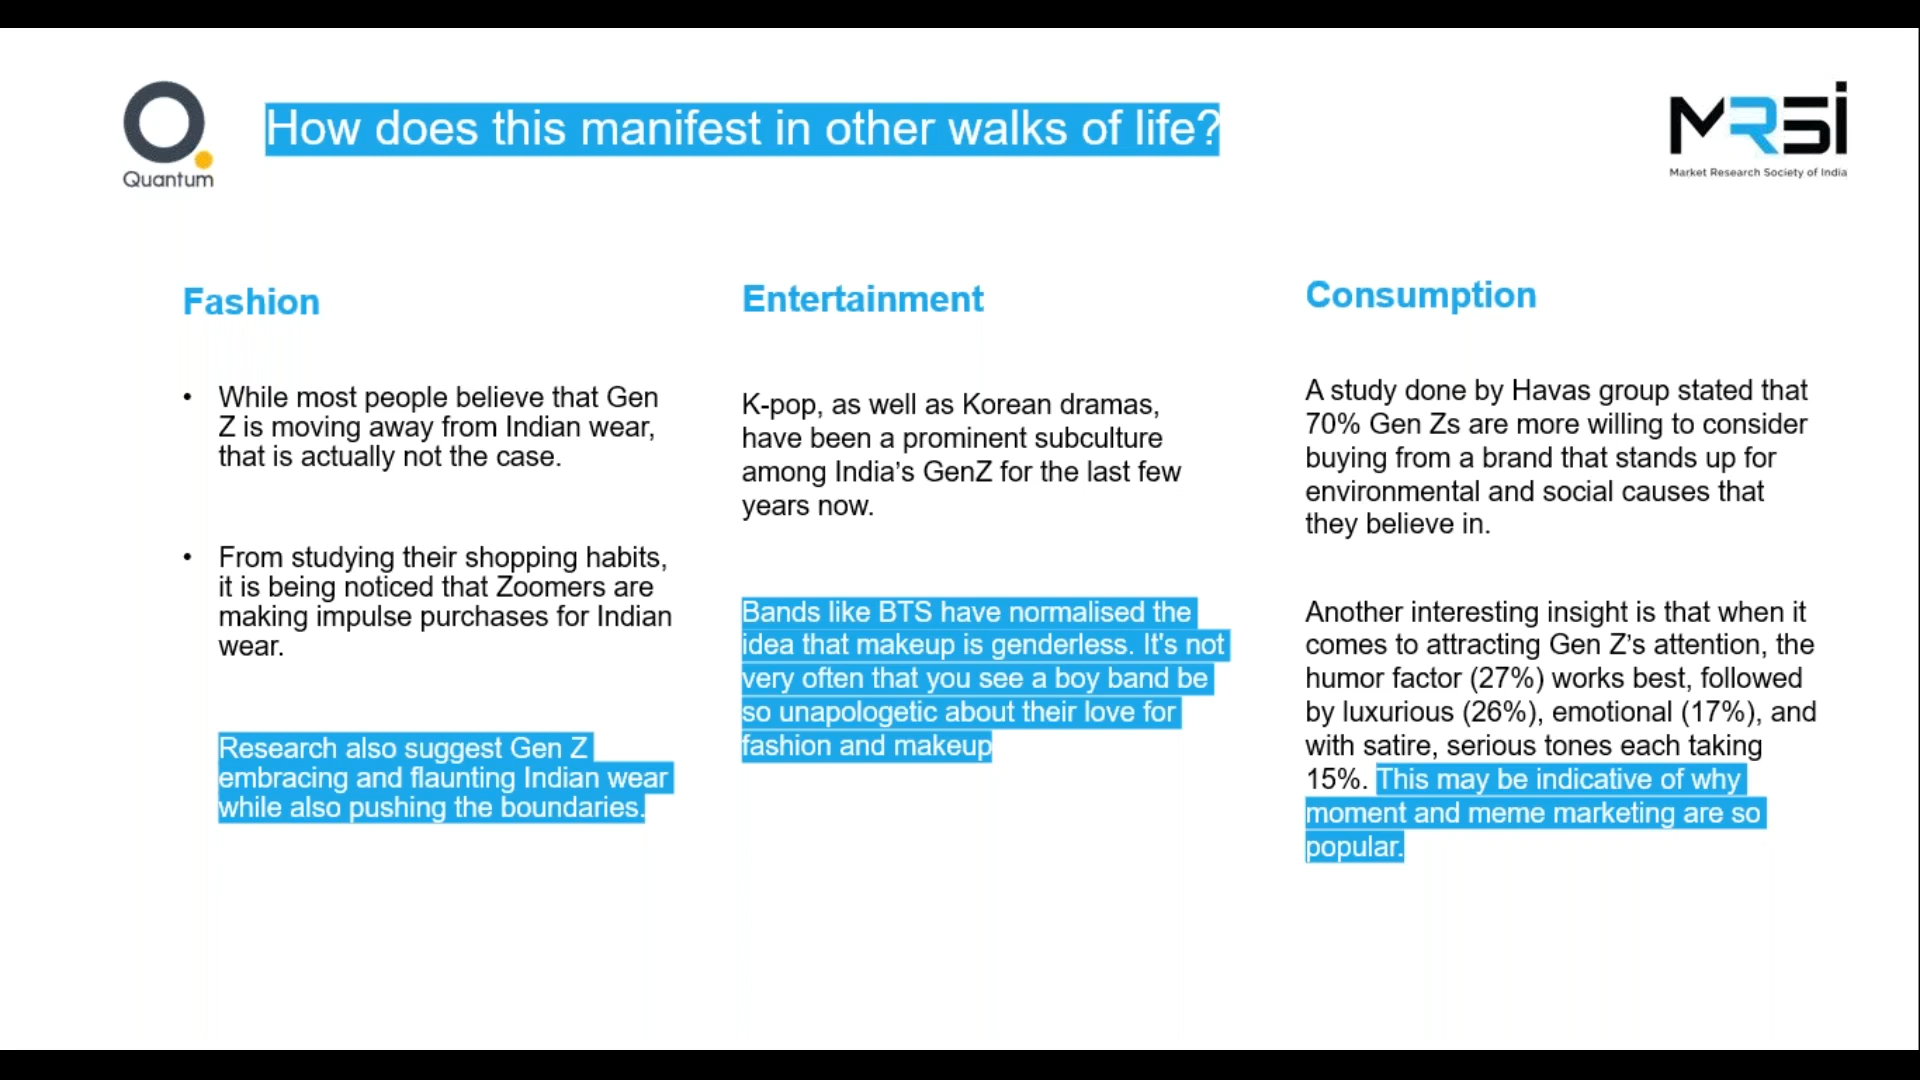 Quantum
How does this manifest in other walks of life?
MRSI
Market Research Society of India
Fashion
• While most people believe that Gen
Z is moving away from Indian wear,
that is actually not the case.
• From studying their shopping habits,
it is being noticed that Zoomers are
making impulse purchases for Indian
wear.
Research also suggest Gen Z
embracing and flaunting Indian wear
while also pushing the boundaries.
Entertainment
K-pop, as well as Korean dramas,
have been a prominent subculture
among India’s GenZ for the last few
years now.
Bands like BTS have normalised the
idea that makeup is genderless. It's not
very often that you see a boy band be
so unapologetic about their love for
fashion and makeup
Consumption
A study done by Havas group stated that
70% Gen Zs are more willing to consider
buying from a brand that stands up for
environmental and social causes that
they believe in.
Another interesting insight is that when it
comes to attracting Gen Z’s attention, the
humor factor (27%) works best, followed
by luxurious (26%), emotional (17%), and
with satire, serious tones each taking
15%. This may be indicative of why
moment and meme marketing are so
popular.